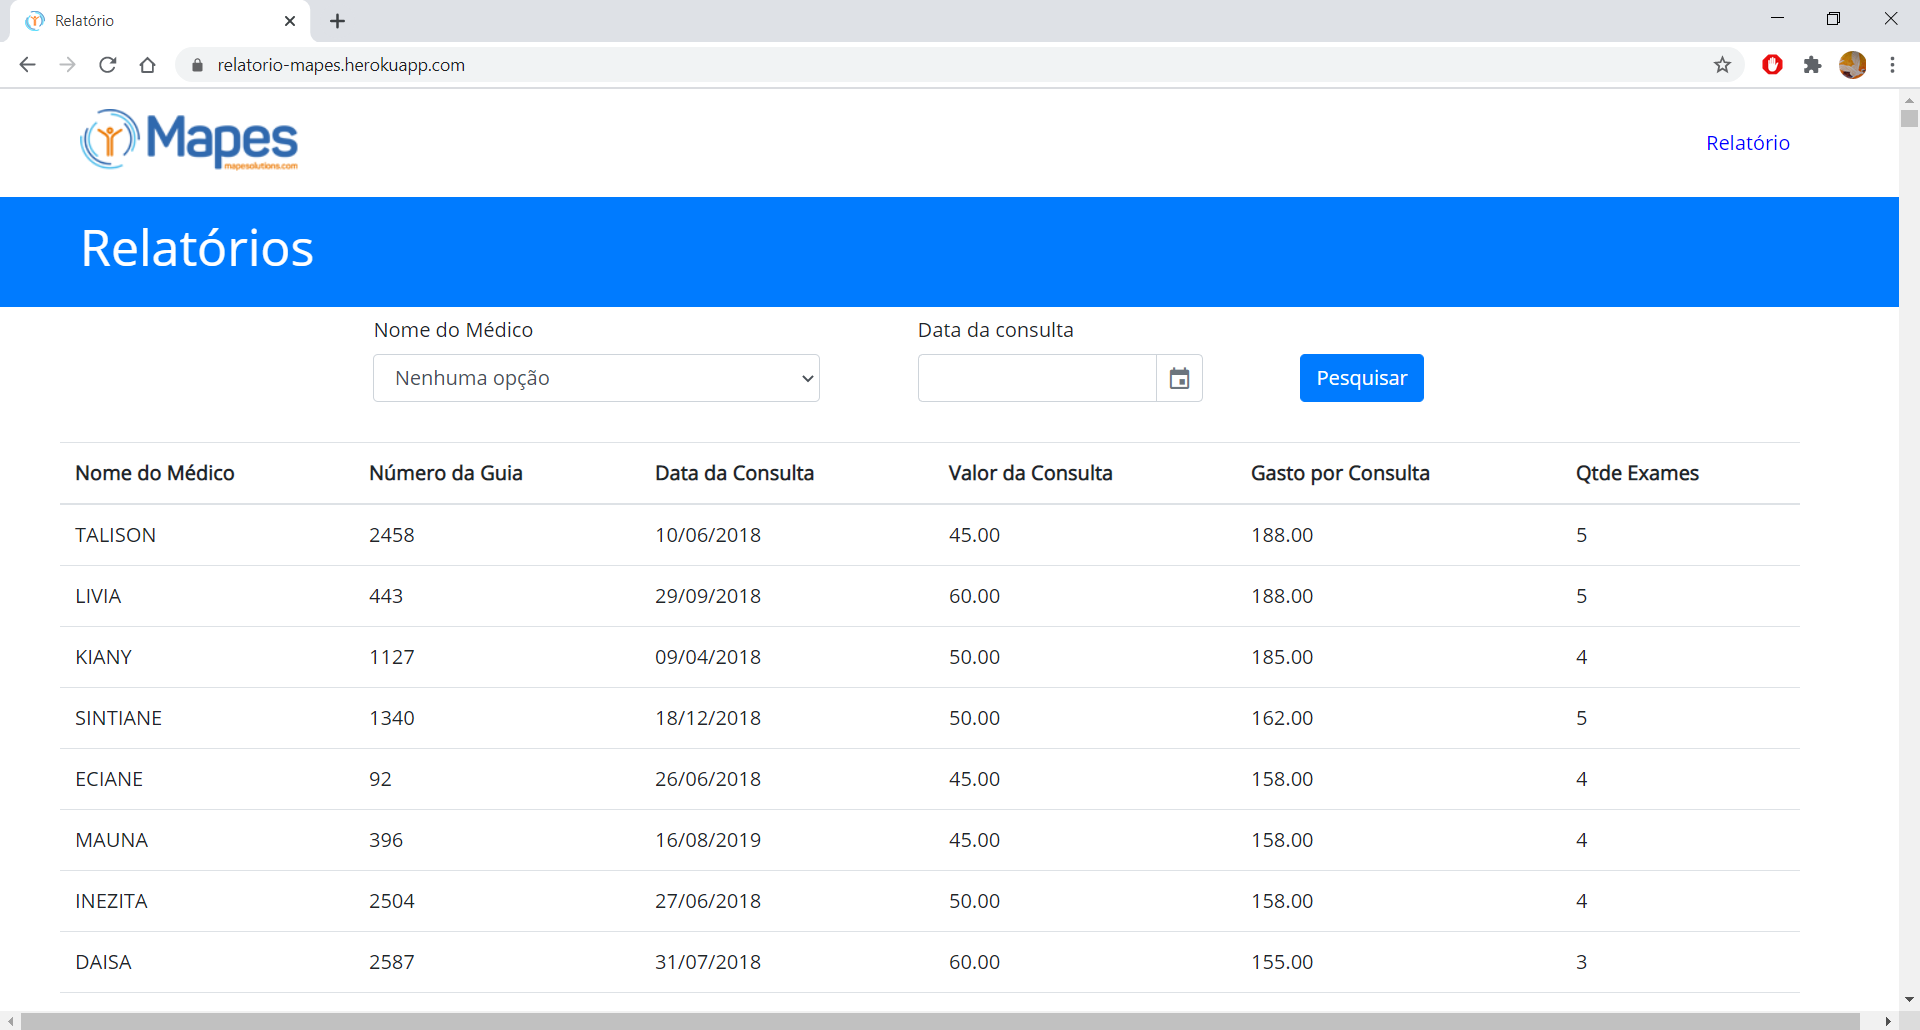 Relatório
relatorio-mapes.herokuapp.com
Mapes
mapesolutions.com
Relatório
Relatórios
Nome do Médico Data da consulta
Nenhuma opção Pesquisar
Nome do Médico Número da Guia Data da Consulta Valor da Consulta Gasto por Consulta Qtde Exames
TALISON 2458 10/06/2018 45.00 188.00 5
LIVIA 443 29/09/2018 60.00 188.00 5
KIANY 1127 09/04/2018 50.00 185.00 4
SINTIANE 1340 18/12/2018 50.00 162.00 5
ECIANE 92 26/06/2018 45.00 158.00 4
MAUNA 396 16/08/2019 45.00 158.00 4
INEZITA 2504 27/06/2018 50.00 158.00 4
DAISA 2587 31/07/2018 60.00 155.00 3